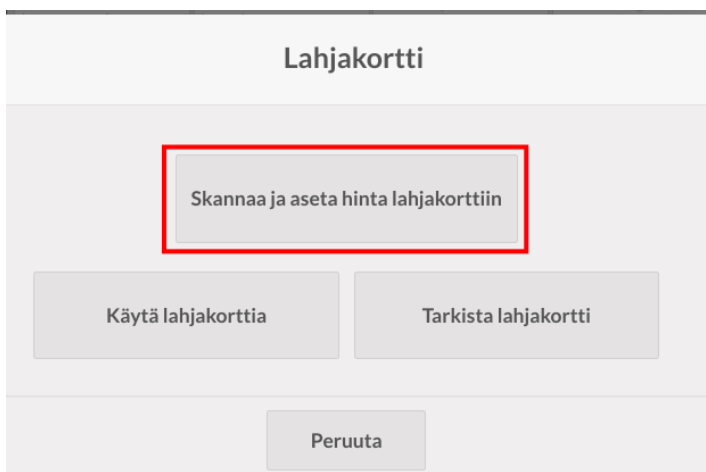 Lahjakortti
Skannaa ja aseta hinta lahjakorttiin
Käytä lahjakorttia
Tarkista lahjakortti
Peruuta